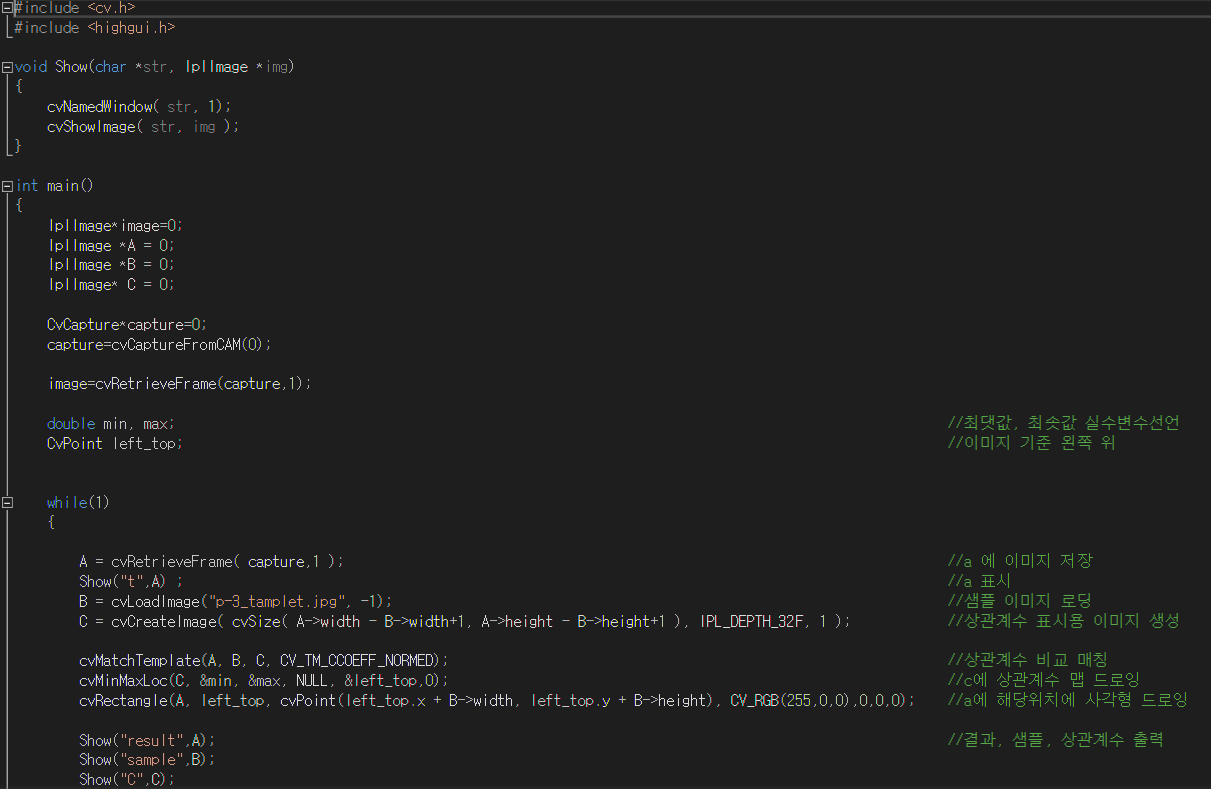 #include <cv.h>
#include <highgui.h>
void Show(char *str, IplImage *img)
{
cvNamedWindow( str, 1);
cvShowImage( str, img );
}
int main()
{
IplImage*image=0;
IplImage *A = 0;
IplImage *B = 0;
IplImage* C = 0;
CvCapture*capture=0;
capture=cvCaptureFromCAM(0);
image=cvRetrieveFrame(capture,1);
double min, max; //최댓값, 최솟값 실수변수선언
CvPoint left_top; //이미지 기준 왼쪽 위
while(1)
{
A = cvRetrieveFrame( capture,1 ); //a 에 이미지 저장
Show("t",A) ; //a 표시
B = cvLoadImage("p-3_tamplet.jpg", -1); //샘플 이미지 로딩
C = cvCreateImage( cvSize( A->width - B->width+1, A->height - B->height+1 ), IPL_DEPTH_32F, 1 ); //상관계수 표시용 이미지 생성
cvMatchTemplate(A, B, C, CV_TM_CCOEFF_NORMED); //상관계수 비교 매칭
cvMinMaxLoc(C, &min, &max, NULL, &left_top,0); //c에 상관계수 맵 드로잉
cvRectangle(A, left_top, cvPoint(left_top.x + B->width, left_top.y + B->height), CV_RGB(255,0,0),0,0,0); //a에 해당위치에 사각형 드로잉
Show("result",A); //결과, 샘플, 상관계수 출력
Show("sample",B);
Show("C",C);